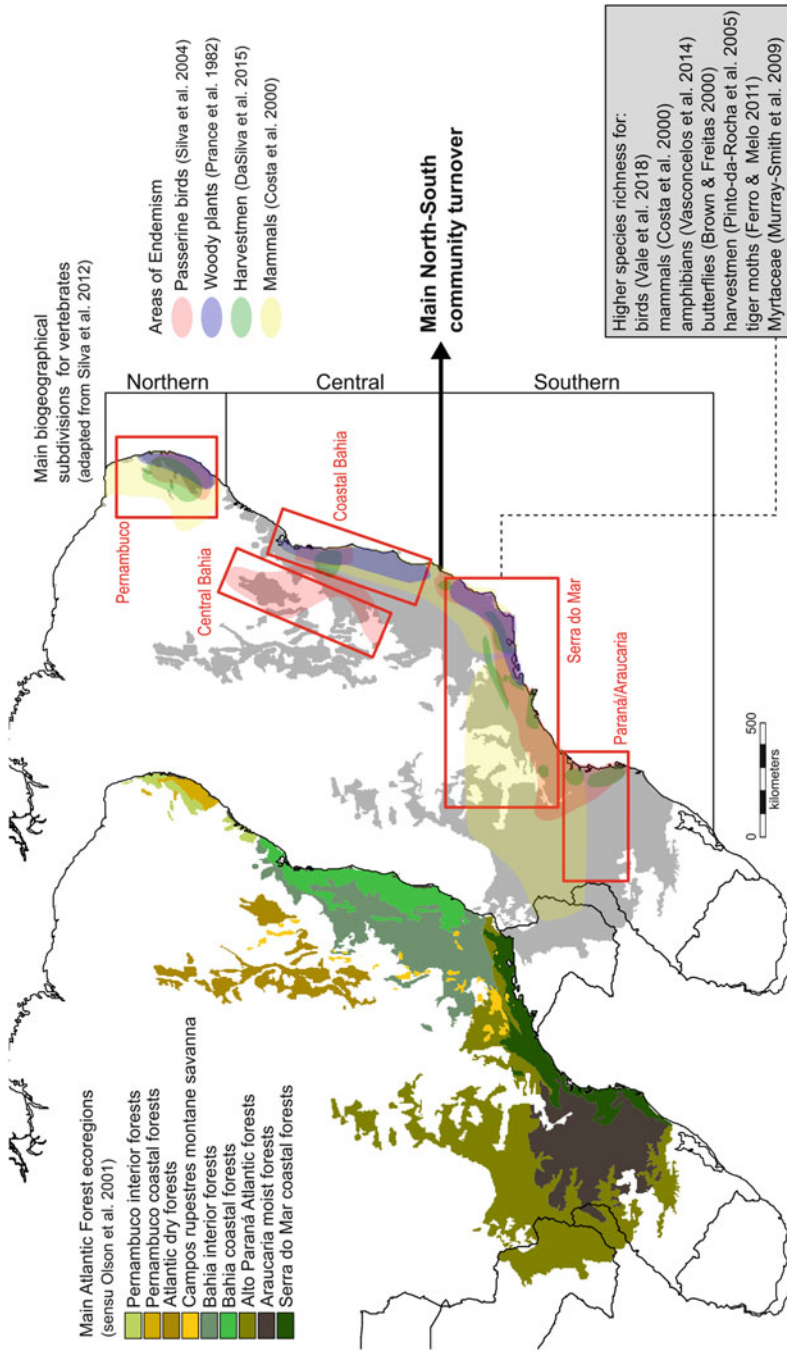 Main Atlantic Forest ecoregions
(sensu Olson et al. 2001)
Pernambuco interior forests
Pernambuco coastal forests
Atlantic dry forests
Campos rupestres montane savanna
Bahia interior forests
Bahia coastal forests
Alto Paraná Atlantic forests
Araucaria moist forests
Serra do Mar coastal forests
Main biogeographical
subdivisions for vertebrates
(adapted from Silva et al. 2012)
Northern
Central
Southern
Areas of Endemism
Passerine birds (Silva et al. 2004)
Woody plants (Prance et al. 1982)
Harvestmen (DaSilva et al. 2015)
Mammals (Costa et al. 2000)
Pernambuco
Central Bahia
Coastal Bahia
Serra do Mar
Paraná/Araucaria
Main North-South
community turnover
0 500
kilometers
Higher species richness for:
birds (Vale et al. 2018)
mammals (Costa et al. 2000)
amphibians (Vasconcelos et al. 2014)
butterflies (Brown & Freitas 2000)
harvestmen (Pinto-da-Rocha et al. 2005)
tiger moths (Ferro & Melo 2011)
Myrtaceae (Murray-Smith et al. 2009)